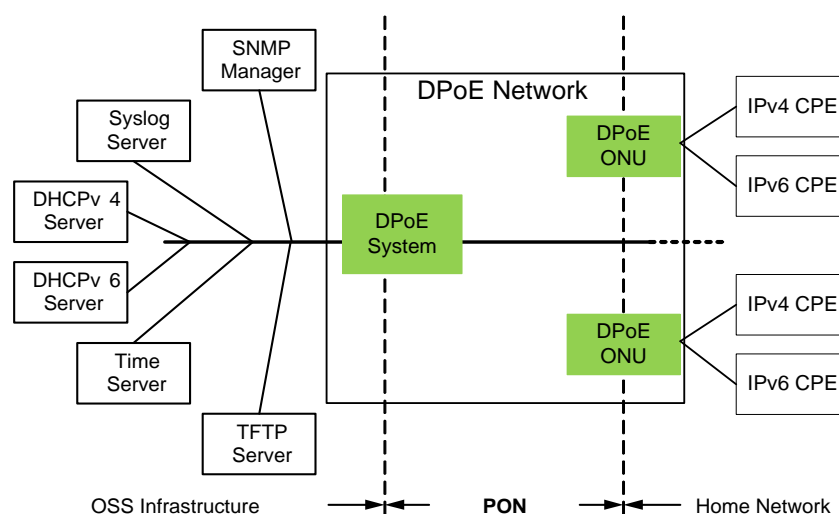 SNMP
Manager
DPoE Network
Syslog
Server
DPoE
ONU
IPv4 CPE
IPv6 CPE
DHCPv 4
Server
DPoE
System
DHCPv 6
Server
Time
Server
DPoE
ONU
IPv4 CPE
IPv6 CPE
TFTP
Server
OSS Infrastructure
PON
Home Network